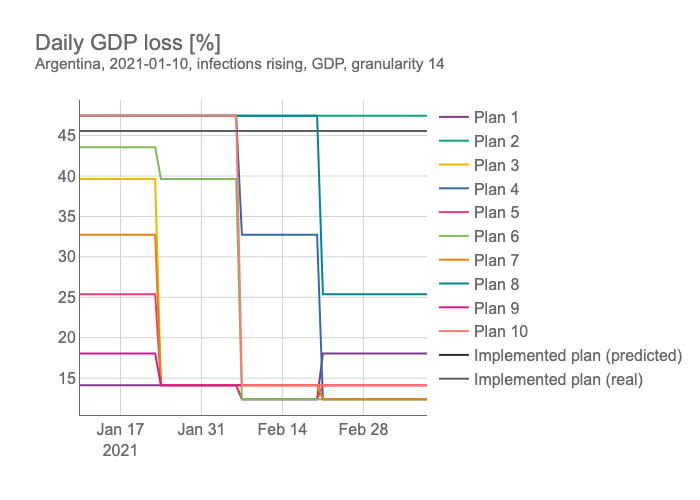 Daily GDP loss [%]
Argentina, 2021-01-10, infections rising, GDP, granularity 14
45
40
35
30
25
20
15
Jan 17
2021
Jan 31
Feb 14
Feb 28
Plan 1
Plan 2
Plan 3
Plan 4
Plan 5
Plan 6
Plan 7
Plan 8
Plan 9
Plan 10
Implemented plan (predicted)
Implemented plan (real)